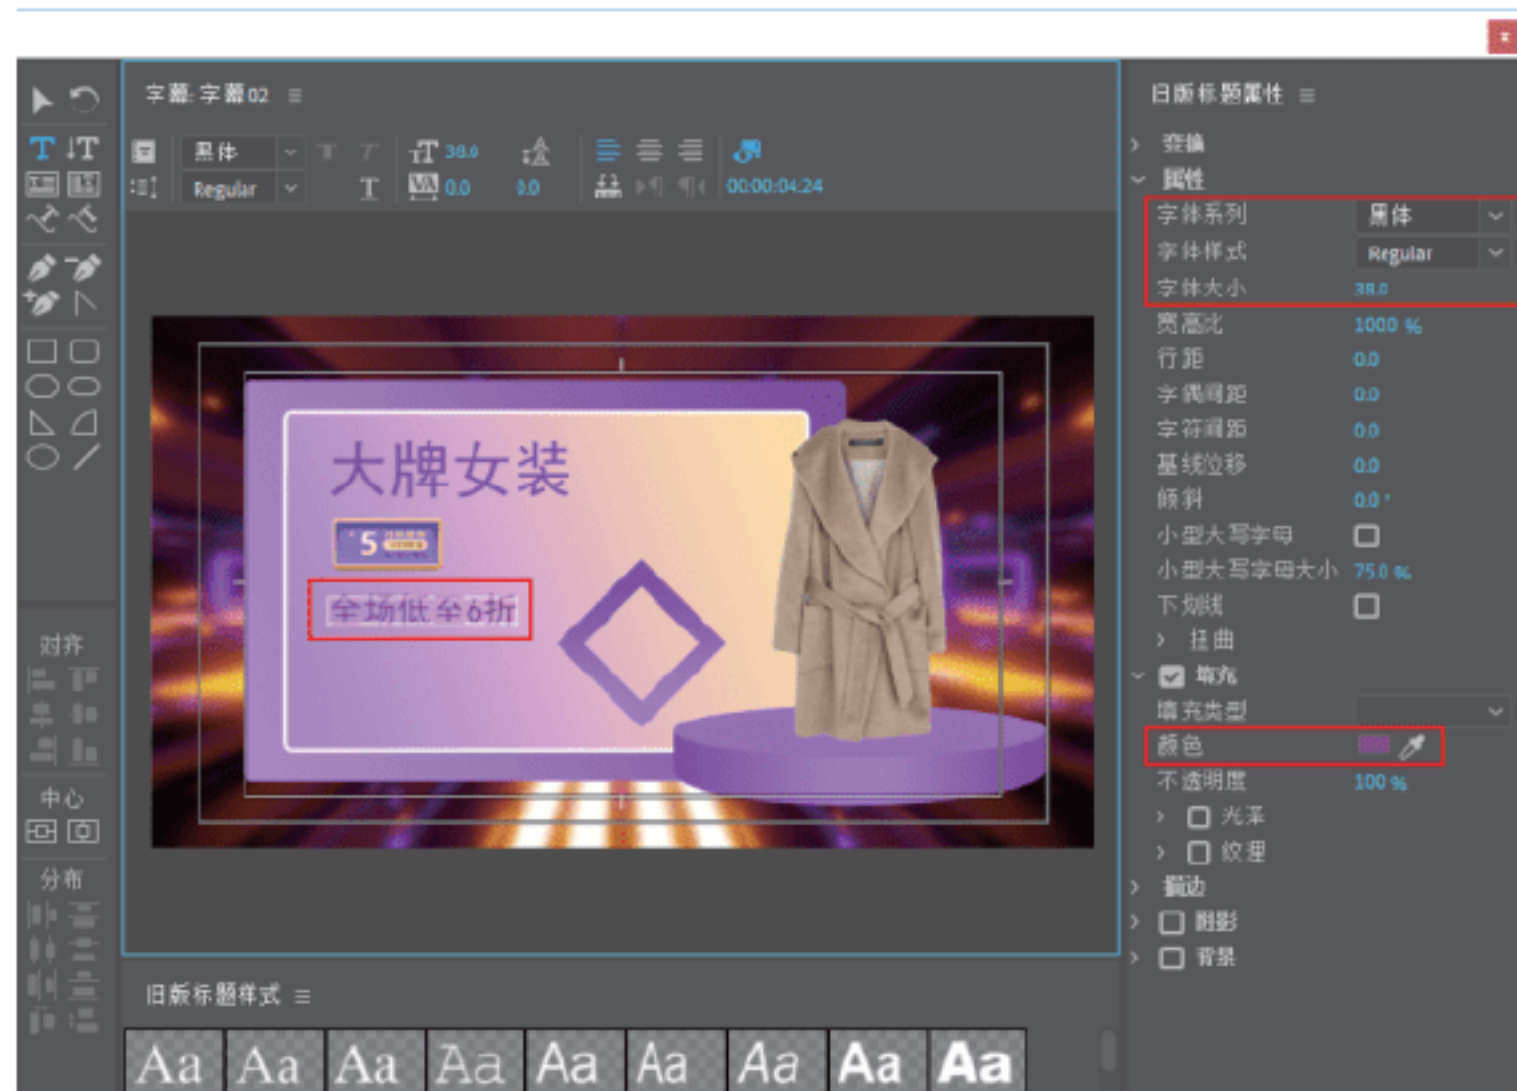 字幕: 字幕02
黑体
38.0
Regular
0.0
0.0
00:00:04:24
大牌女装
5
全场低至6折
对齐
中心
分布
旧版标题样式
Aa Aa Aa Aa Aa Aa Aa Aa Aa
旧版标题属性
变换
属性
字体系列 黑体
字体样式 Regular
字体大小 38.0
宽高比 100.0 %
行距 0.0
字偶间距 0.0
字符间距 0.0
基线位移 0.0
倾斜 0.0 °
小型大写字母
小型大写字母大小 75.0 %
下划线
扭曲
填充
填充类型
颜色
不透明度 100 %
光泽
纹理
描边
阴影
背景